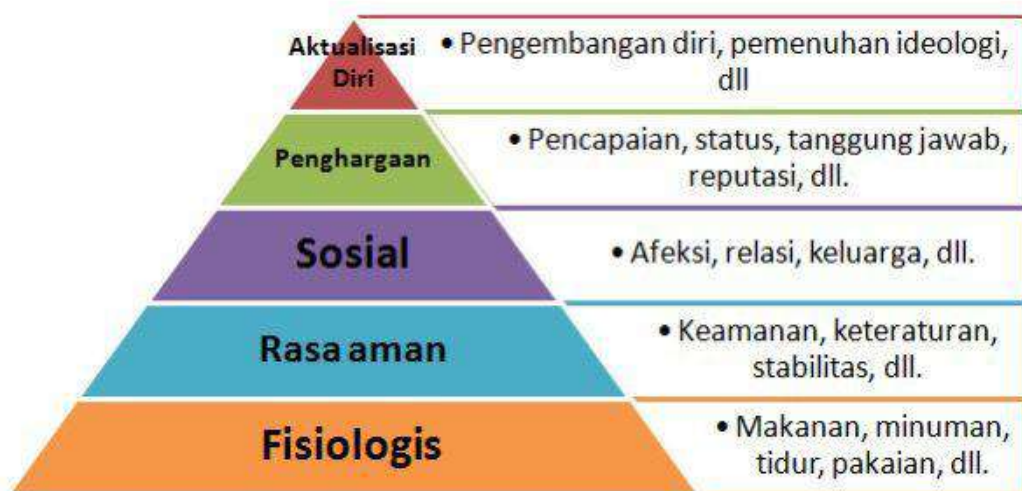 Aktualisasi
Diri
• Pengembangan diri, pemenuhan ideologi,
dll
Penghargaan
• Pencapaian, status, tanggung jawab,
reputasi, dll.
Sosial
• Afeksi, relasi, keluarga, dll.
Rasa aman
• Keamanan, keteraturan,
stabilitas, dll.
Fisiologis
• Makanan, minuman,
tidur, pakaian, dll.